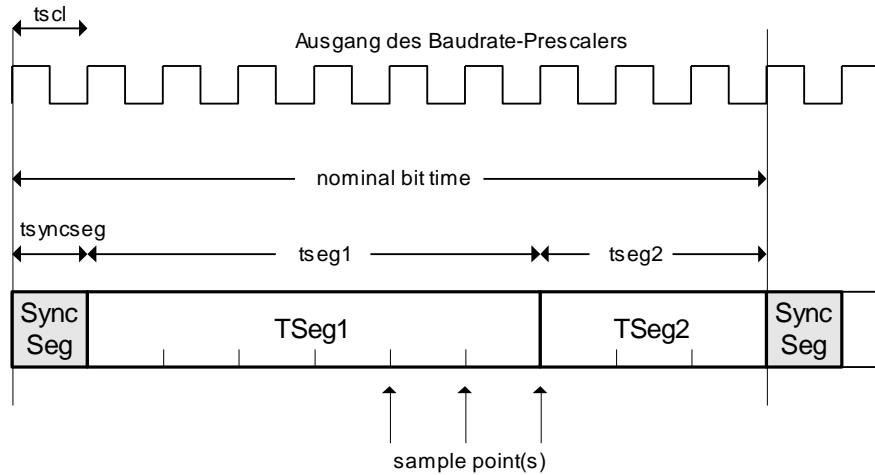 tscl
Ausgang des Baudrate-Prescalers
nominal bit time
tsyncseg
tseg1
tseg2
Sync
Seg
TSeg1
TSeg2
Sync
Seg
sample point(s)